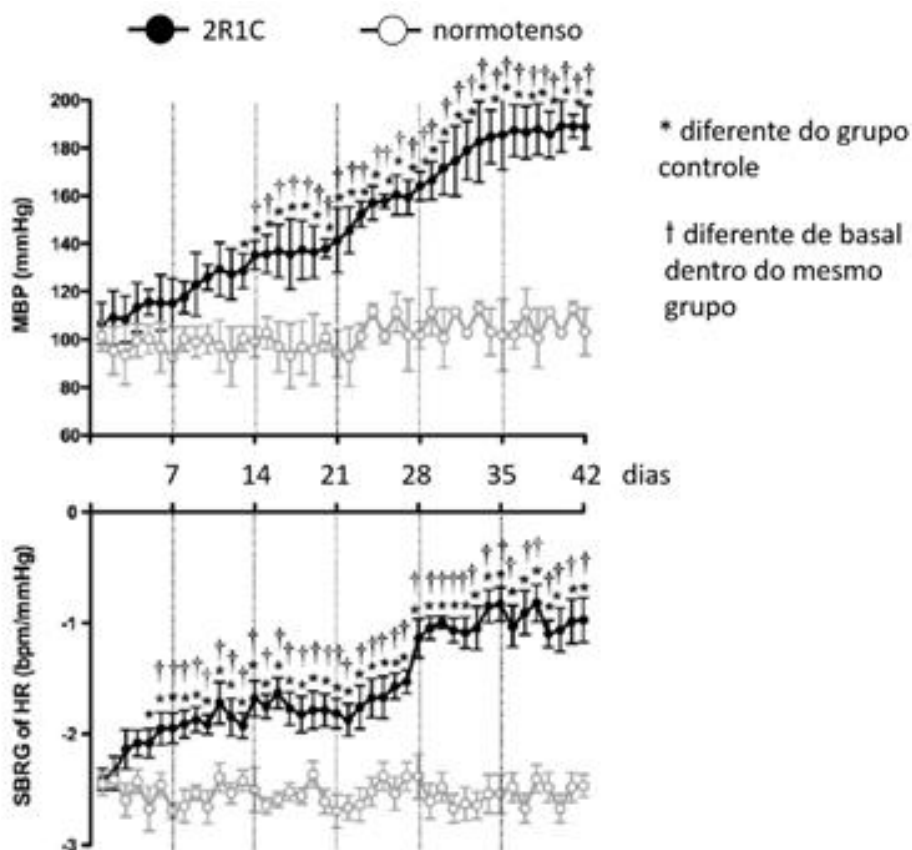 2R1C normotenso
MBP (mmHg)
200
180
160
140
120
100
80
60
* diferente do grupo
controle
† diferente de basal
dentro do mesmo
grupo
7 14 21 28 35 42 dias
SBRG of HR (bpm/mmHg)
0
-1
-2
-3